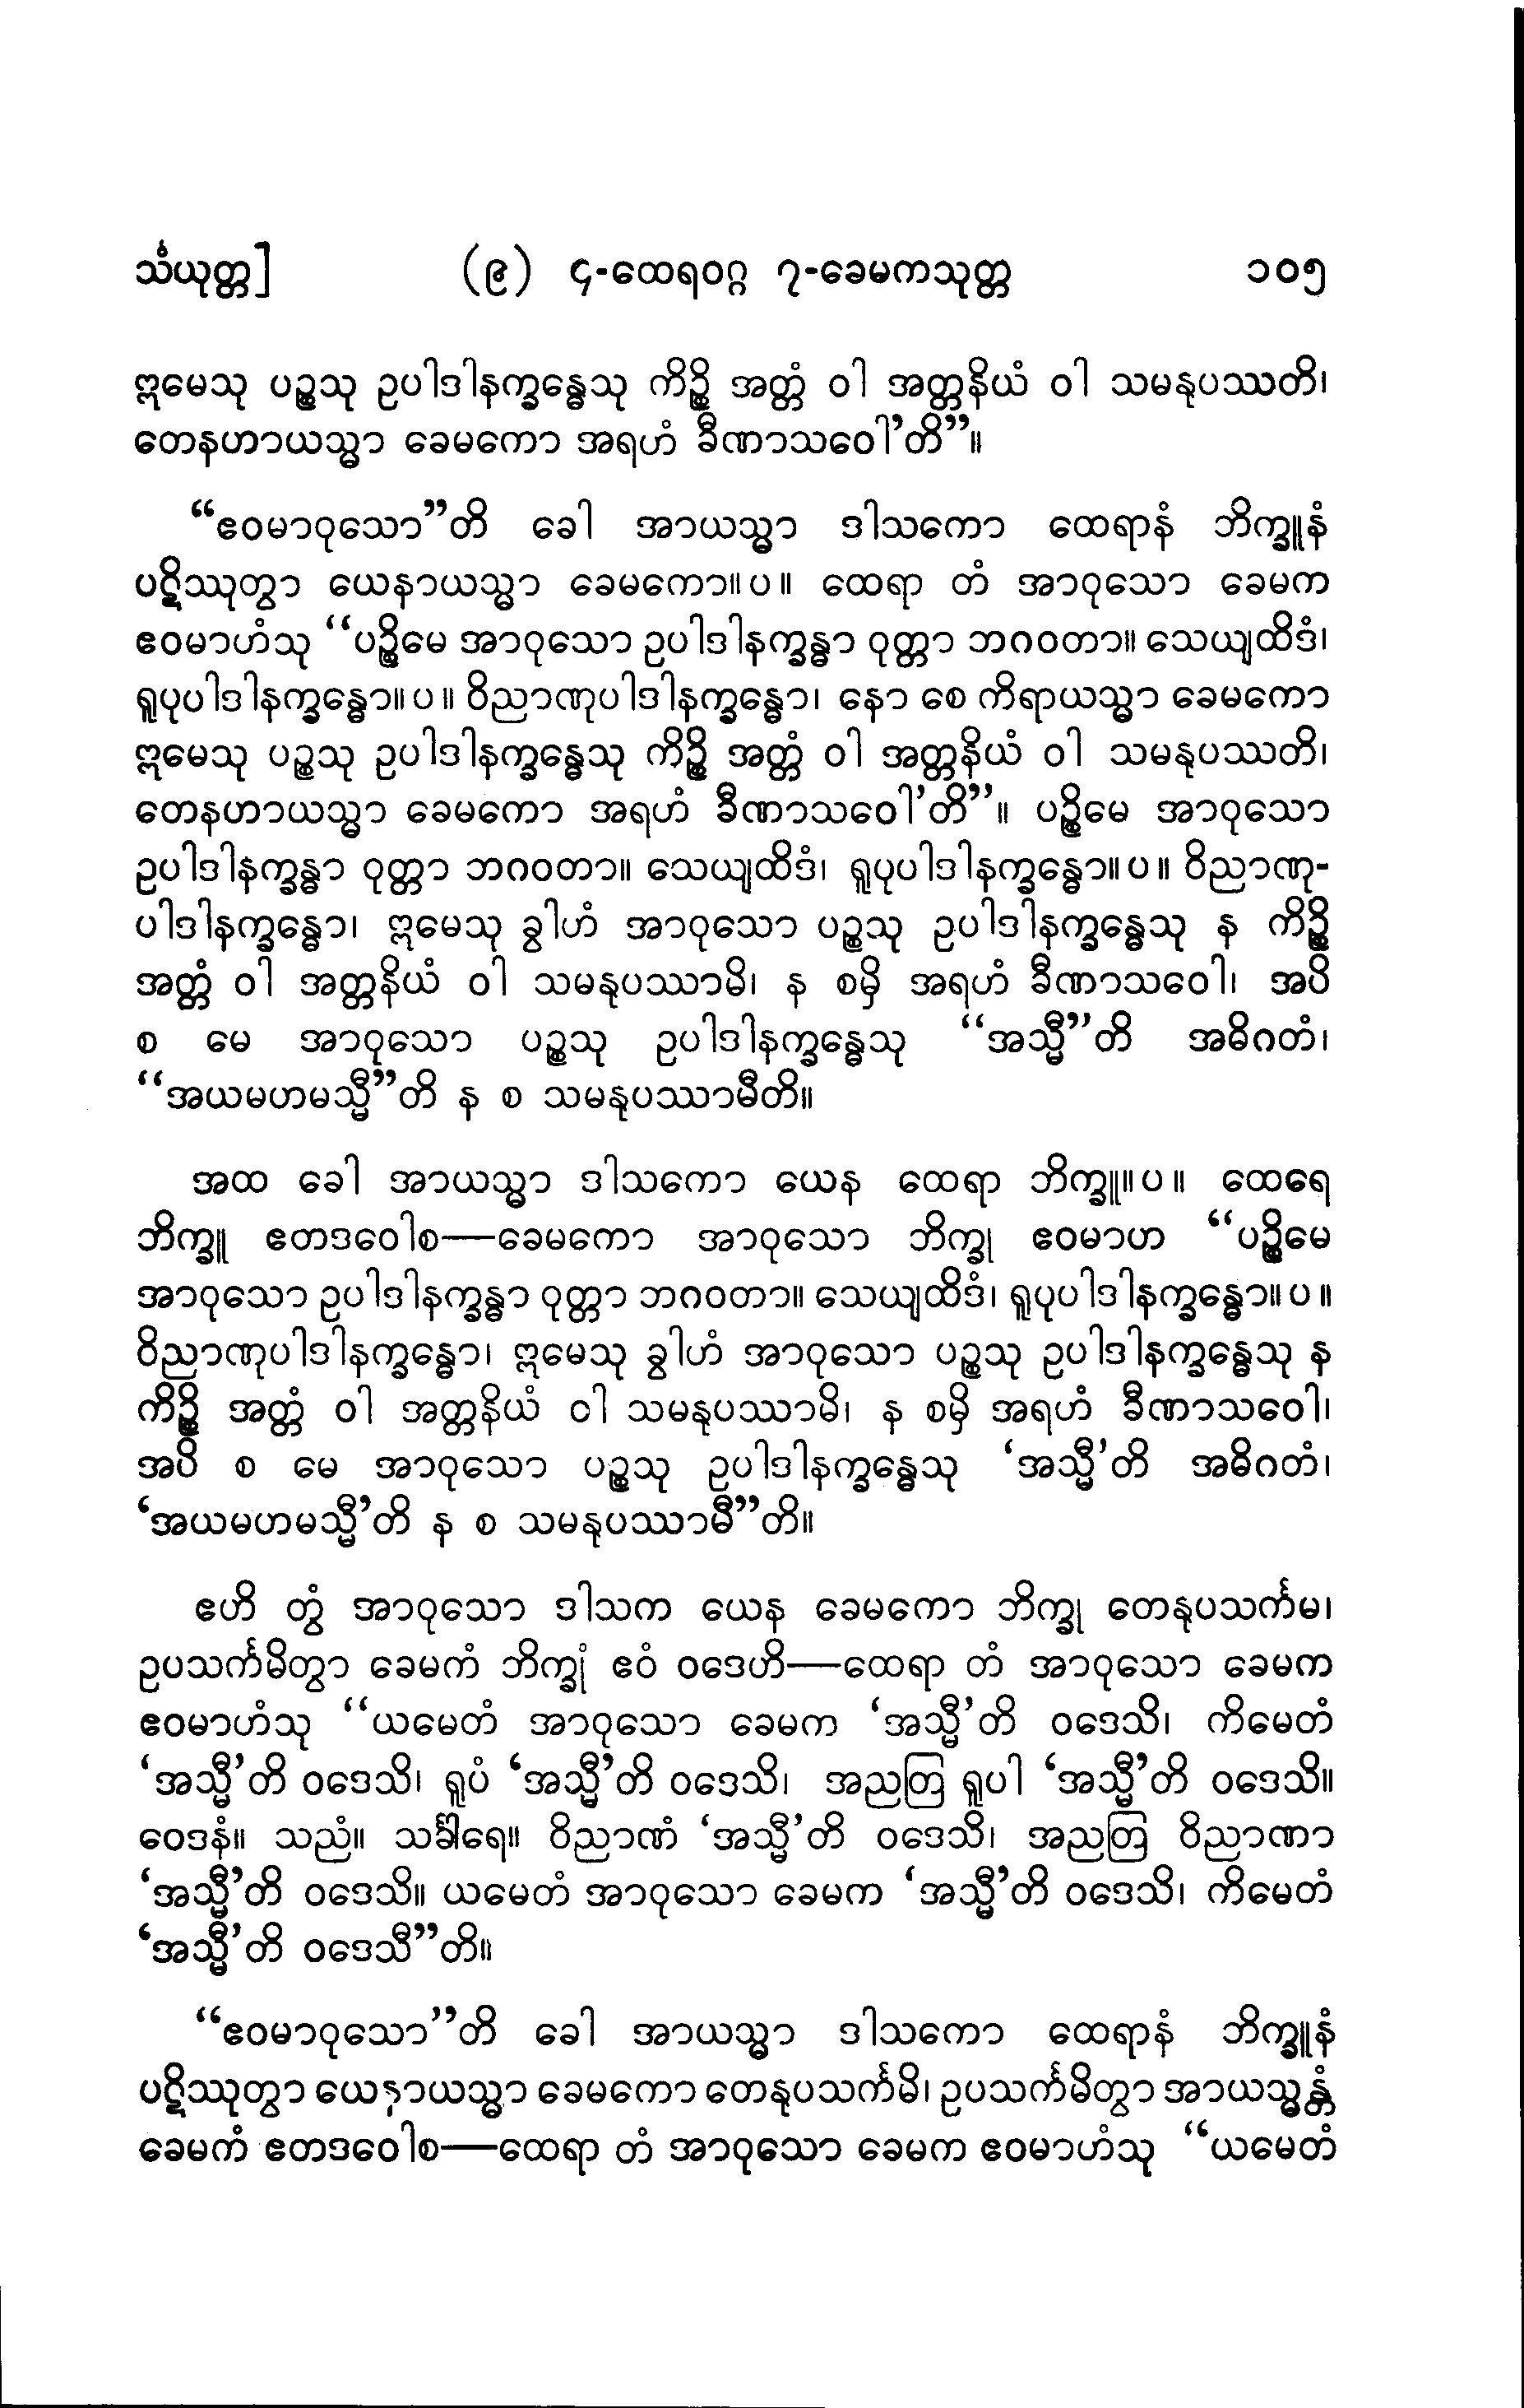 သံယုတ္တ] (၉) ၄-ထေရဝဂ္ဂ ၇-ခေမကသုတ္တ ၁၀၅
ဣမေသု ပဉ္စသု ဥပါဒါနက္ခန္ဓေသု ကိဉ္စိ အတ္တံ ဝါ အတ္တနိယံ ဝါ သမနုပဿတိ၊
တေနဟာယသ္မာ ခေမကော အရဟံ ခီဏာသဝေါ’တိ”။
“ဧဝမာဝုသော”တိ ခေါ အာယသ္မာ ဒါသကော ထေရာနံ ဘိက္ခူနံ
ပဋိဿုတွာ ယေနာယသ္မာ ခေမကော။ပ။ ထေရာ တံ အာဝုသော ခေမက
ဧဝမာဟံသု “ပဉ္စိမေ အာဝုသော ဥပါဒါနက္ခန္ဓာ ဝုတ္တာ ဘဂဝတာ။ သေယျထိဒံ၊
ရူပုပါဒါနက္ခန္ဓော။ပ။ ဝိညာဏုပါဒါနက္ခန္ဓော၊ နော စေ ကိရာယသ္မာ ခေမကော
ဣမေသု ပဉ္စသု ဥပါဒါနက္ခန္ဓေသု ကိဉ္စိ အတ္တံ ဝါ အတ္တနိယံ ဝါ သမနုပဿတိ၊
တေနဟာယသ္မာ ခေမကော အရဟံ ခီဏာသဝေါ’တိ”။ ပဉ္စိမေ အာဝုသော
ဥပါဒါနက္ခန္ဓာ ဝုတ္တာ ဘဂဝတာ။ သေယျထိဒံ၊ ရူပုပါဒါနက္ခန္ဓော။ပ။ ဝိညာဏု-
ပါဒါနက္ခန္ဓော၊ ဣမေသု ခွါဟံ အာဝုသော ပဉ္စသု ဥပါဒါနက္ခန္ဓေသု န ကိဉ္စိ
အတ္တံ ဝါ အတ္တနိယံ ဝါ သမနုပဿာမိ၊ န စမှိ အရဟံ ခီဏာသဝေါ၊ အပိ
စ မေ အာဝုသော ပဉ္စသု ဥပါဒါနက္ခန္ဓေသု “အသ္မီ”တိ အဓိဂတံ၊
“အယမဟမသ္မီ”တိ န စ သမနုပဿာမီတိ။
အထ ခေါ အာယသ္မာ ဒါသကော ယေန ထေရာ ဘိက္ခူ။ပ။ ထေရေ
ဘိက္ခူ ဧတဒဝေါစ—ခေမကော အာဝုသော ဘိက္ခု ဧဝမာဟ “ပဉ္စိမေ
အာဝုသော ဥပါဒါနက္ခန္ဓာ ဝုတ္တာ ဘဂဝတာ။ သေယျထိဒံ၊ ရူပုပါဒါနက္ခန္ဓော။ပ။
ဝိညာဏုပါဒါနက္ခန္ဓော၊ ဣမေသု ခွါဟံ အာဝုသော ပဉ္စသု ဥပါဒါနက္ခန္ဓေသု န
ကိဉ္စိ အတ္တံ ဝါ အတ္တနိယံ ဝါ သမနုပဿာမိ၊ န စမှိ အရဟံ ခီဏာသဝေါ၊
အပိ စ မေ အာဝုသော ပဉ္စသု ဥပါဒါနက္ခန္ဓေသု ‘အသ္မီ’တိ အဓိဂတံ၊
‘အယမဟမသ္မီ’တိ န စ သမနုပဿာမီ”တိ။
ဧဟိ တွံ အာဝုသော ဒါသက ယေန ခေမကော ဘိက္ခု တေနုပသင်္ကမ၊
ဥပသင်္ကမိတွာ ခေမကံ ဘိက္ခုံ ဧဝံ ဝဒေဟိ—ထေရာ တံ အာဝုသော ခေမက
ဧဝမာဟံသု “ယမေတံ အာဝုသော ခေမက ‘အသ္မီ’တိ ဝဒေသိ၊ ကိမေတံ
‘အသ္မီ’တိ ဝဒေသိ၊ ရူပံ ‘အသ္မီ’တိ ဝဒေသိ၊ အညတြ ရူပါ ‘အသ္မီ’တိ ဝဒေသိ။
ဝေဒနံ။ သညံ။ သင်္ခါရေ။ ဝိညာဏံ ‘အသ္မီ’တိ ဝဒေသိ၊ အညတြ ဝိညာဏာ
‘အသ္မီ’တိ ဝဒေသိ။ ယမေတံ အာဝုသော ခေမက ‘အသ္မီ’တိ ဝဒေသိ၊ ကိမေတံ
‘အသ္မီ’တိ ဝဒေသီ”တိ။
“ဧဝမာဝုသော”တိ ခေါ အာယသ္မာ ဒါသကော ထေရာနံ ဘိက္ခူနံ
ပဋိဿုတွာ ယေနာယသ္မာ ခေမကော တေနုပသင်္ကမိ၊ ဥပသင်္ကမိတွာ အာယသ္မန္တံ
ခေမကံ ဧတဒဝေါစ—ထေရာ တံ အာဝုသော ခေမက ဧဝမာဟံသု “ယမေတံ